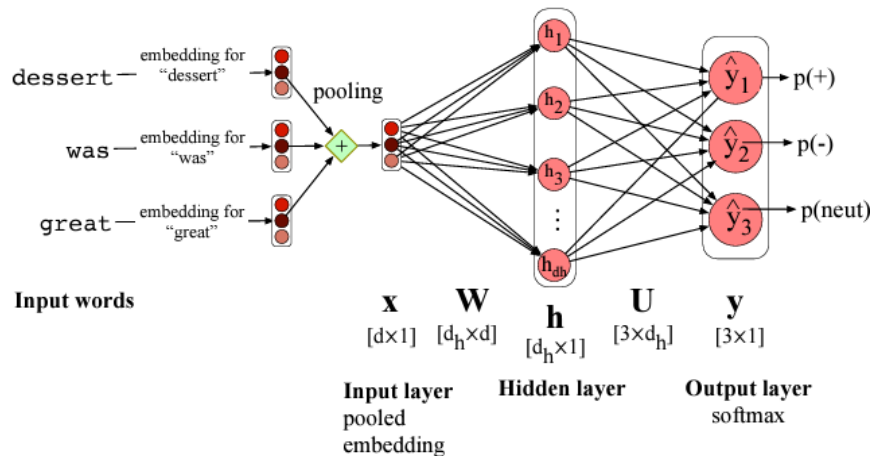 dessert
embedding for
"dessert"
pooling
was
embedding for
"was"
great
embedding for
"great"
+
h1
h2
h3
⋮
hdh
ŷ1
ŷ2
ŷ3
p(+)
p(-)
p(neut)
Input words
x
W
h
U
y
[d×1]
[dh×d]
[dh×1]
[3×dh]
[3×1]
Input layer
pooled
embedding
Hidden layer
Output layer
softmax